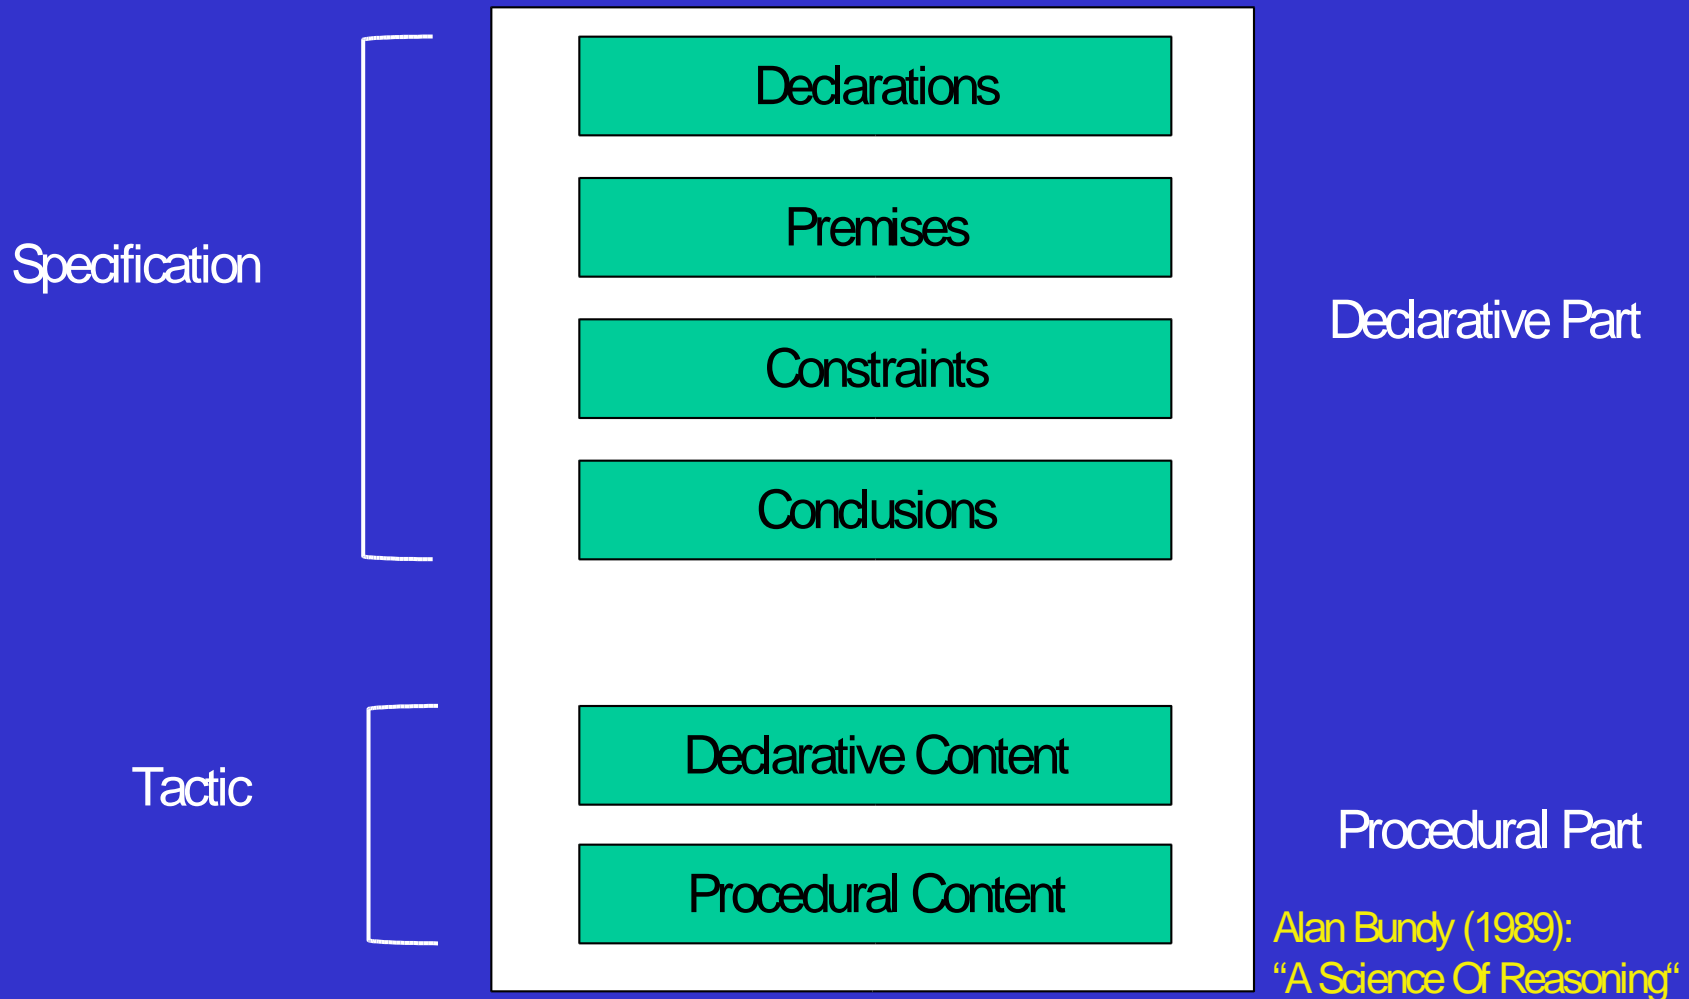 Declarations
Premises
Specification
Declarative Part
Constraints
Conclusions
Declarative Content
Tactic
Procedural Part
Procedural Content
Alan Bundy (1989):
“A Science Of Reasoning“